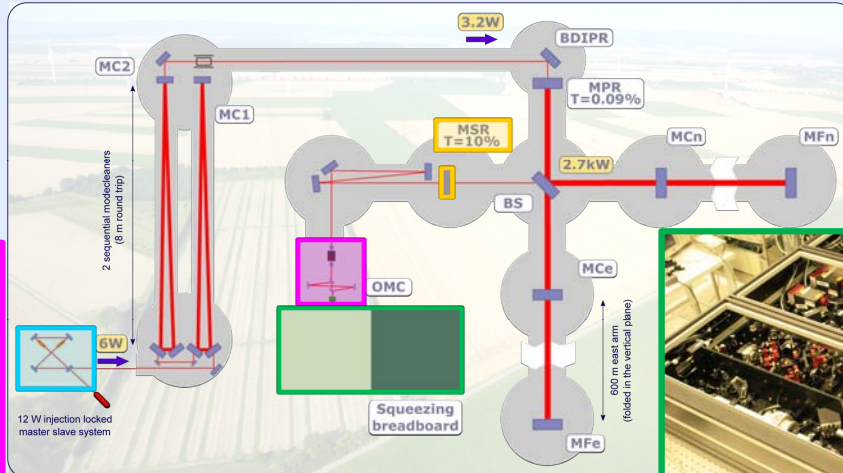 3.2W
BDIPR
MC2
MPR
T=0.09%
MC1
MSR
T=10%
MCn
MFn
2.7kW
BS
2 sequential modecleaners
(8 m round trip)
MCe
OMC
6W
600 m east arm
(folded in the vertical plane)
12 W injection locked
master slave system
Squeezing
breadboard
MFe